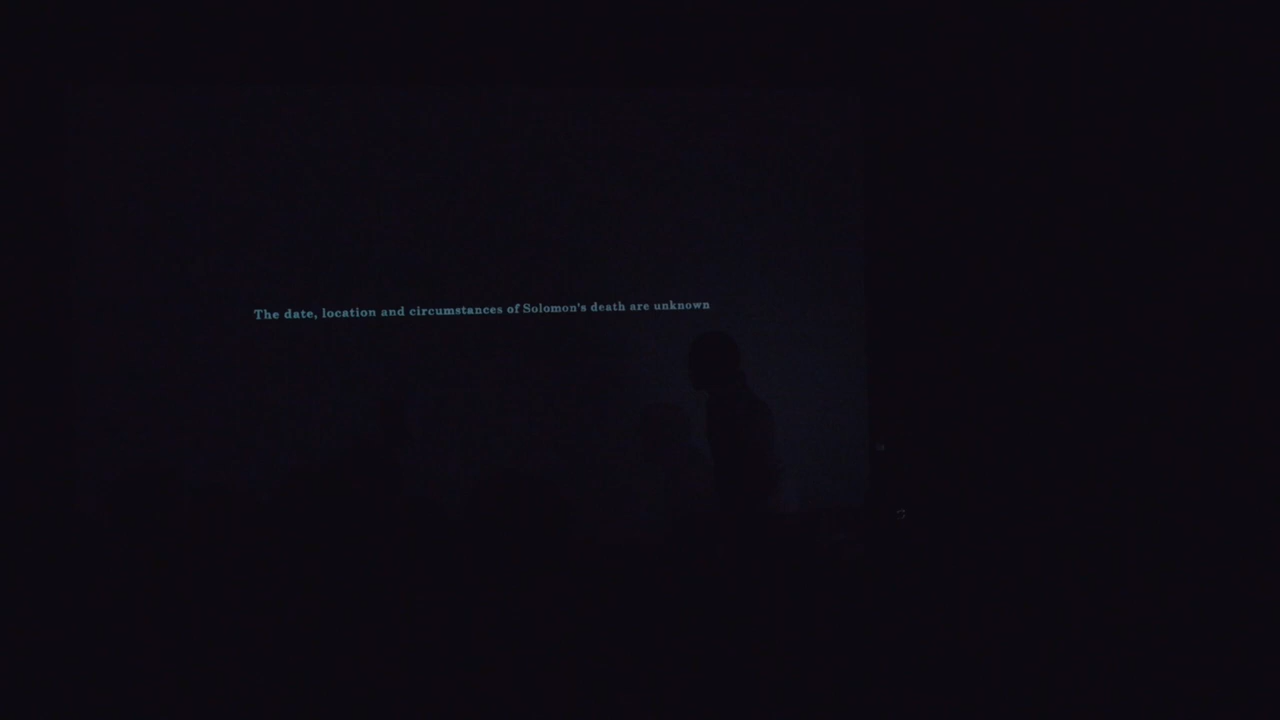 The date, location and circumstances of Solomon's death are unknown